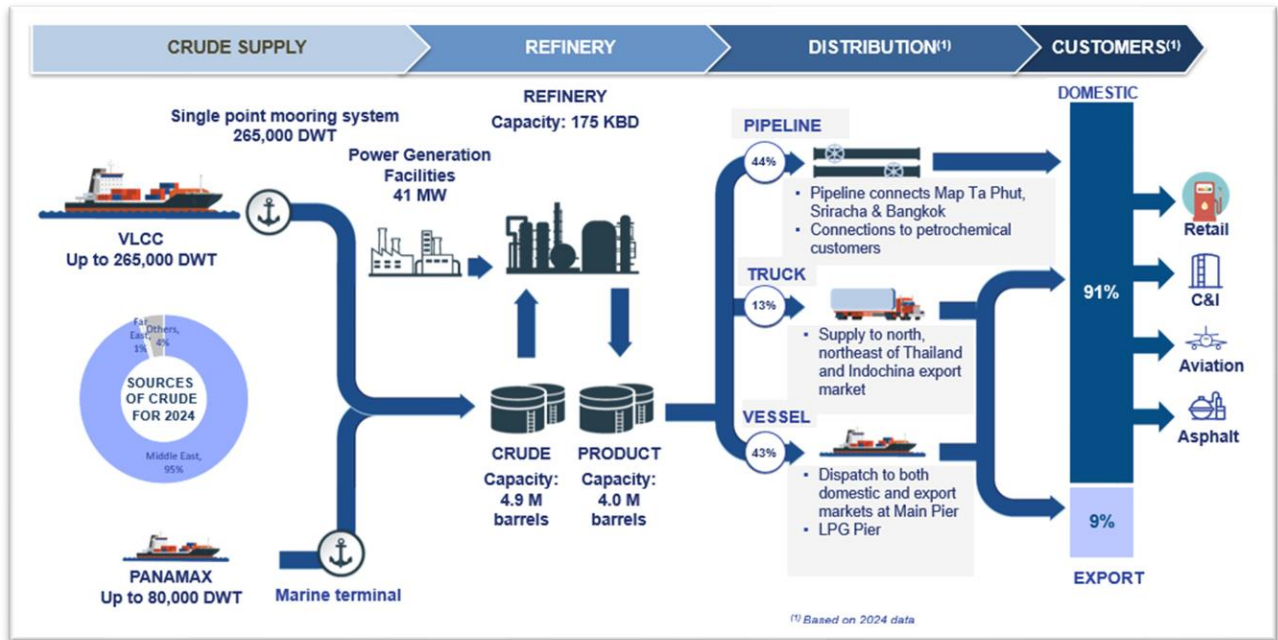 CRUDE SUPPLY
REFINERY
DISTRIBUTION(1)
CUSTOMERS(1)
Single point mooring system
265,000 DWT
VLCC
Up to 265,000 DWT
Far
East,
1%
Others,
4%
SOURCES
OF CRUDE
FOR 2024
Middle East,
95%
PANAMAX
Up to 80,000 DWT
Marine terminal
REFINERY
Capacity: 175 KBD
Power Generation
Facilities
41 MW
CRUDE
Capacity:
4.9 M
barrels
PRODUCT
Capacity:
4.0 M
barrels
PIPELINE
44%
▪ Pipeline connects Map Ta Phut,
Sriracha & Bangkok
▪ Connections to petrochemical
customers
TRUCK
13%
▪ Supply to north,
northeast of Thailand
and Indochina export
market
VESSEL
43%
▪ Dispatch to both
domestic and export
markets at Main Pier
▪ LPG Pier
DOMESTIC
91%
9%
EXPORT
Retail
C&I
Aviation
Asphalt
(1) Based on 2024 data